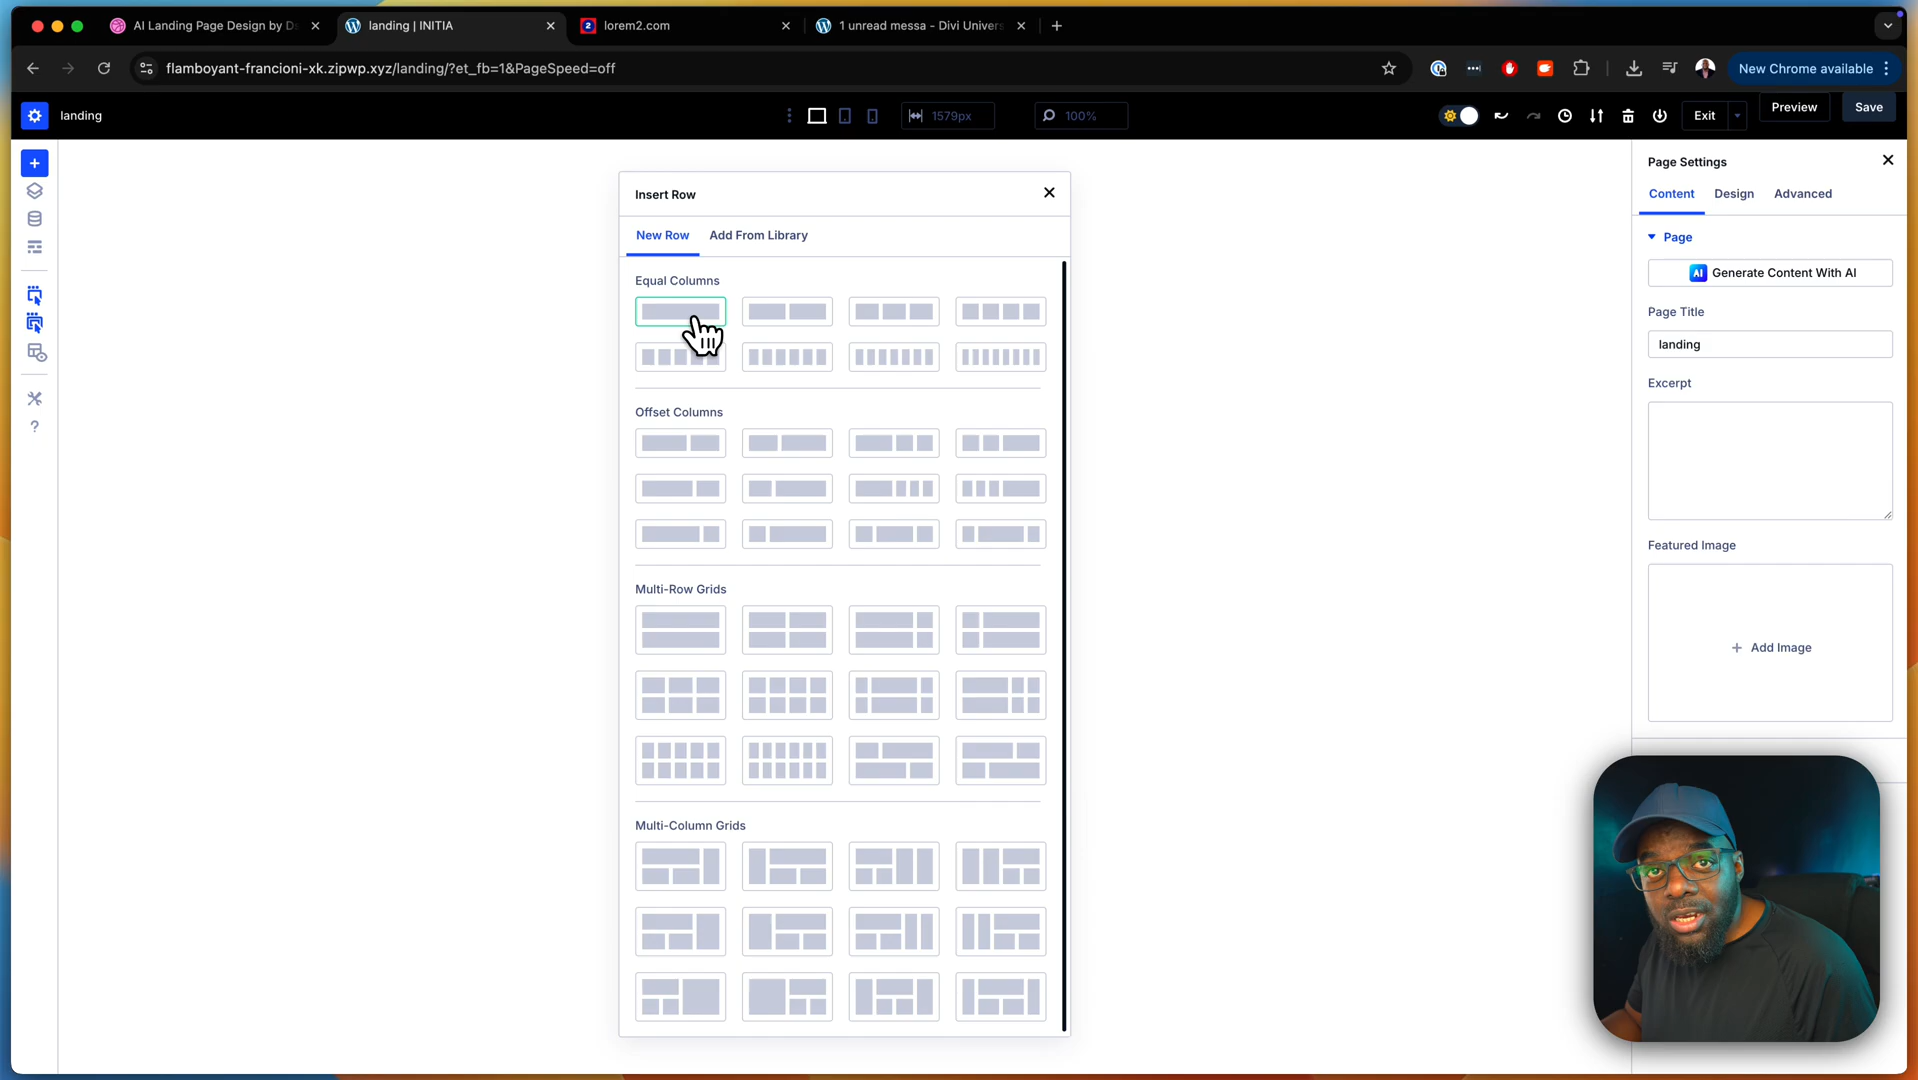 AI Landing Page Design by Ds
landing | INITIA
lorem2.com
1 unread messa - Divi Univers
flamboyant-francioni-xk.zipwp.xyz/landing/?et_fb=1&PageSpeed=off
New Chrome available
landing
1579px
100%
Exit
Preview
Save
Insert Row
New Row
Add From Library
Equal Columns
Offset Columns
Multi-Row Grids
Multi-Column Grids
Page Settings
Content
Design
Advanced
Page
AI Generate Content With AI
Page Title
landing
Excerpt
Featured Image
+ Add Image